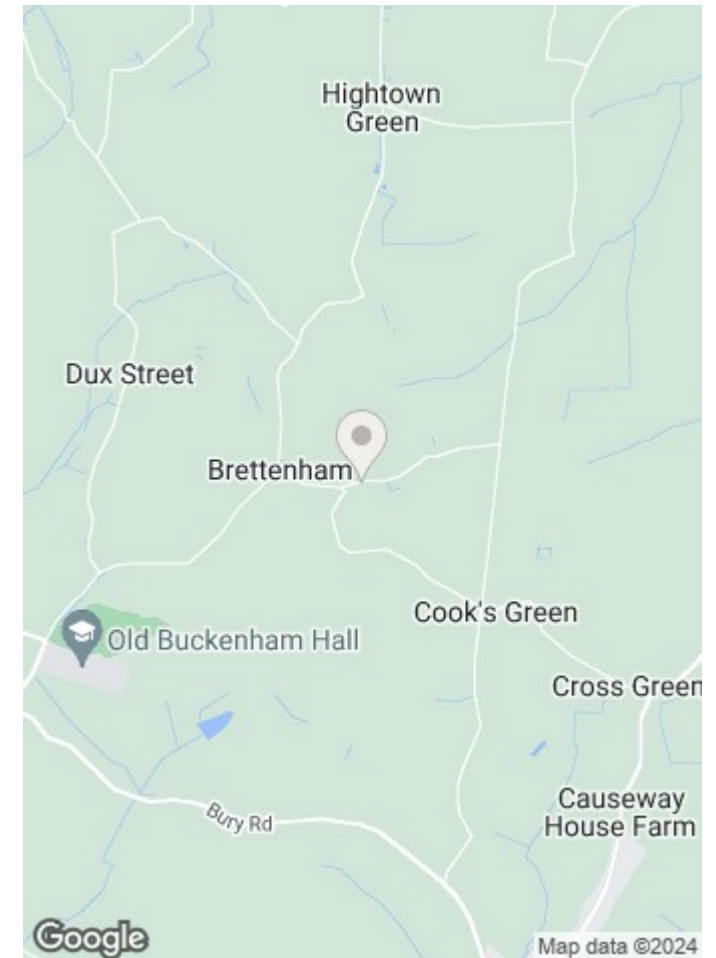 Hightown
Green
Dux Street
Brettenham
Cook's Green
Old Buckenham Hall
Cross Green
Causeway
House Farm
Bury Rd
Google
Map data ©2024